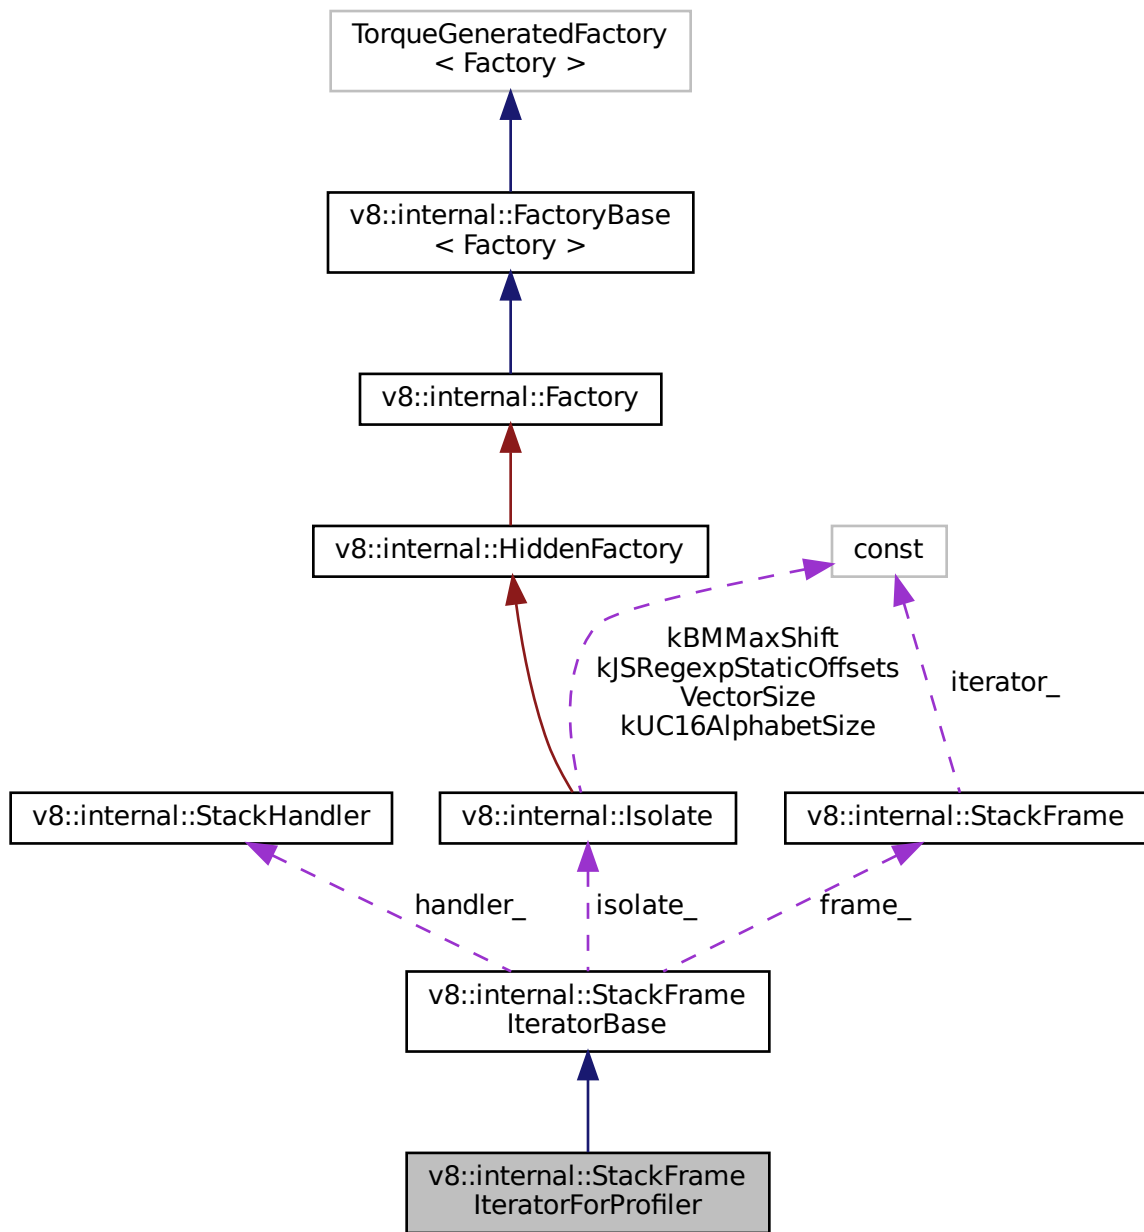 TorqueGeneratedFactory
< Factory >
v8::internal::FactoryBase
< Factory >
v8::internal::Factory
v8::internal::HiddenFactory
const
kBMMaxShift
kJSRegexpStaticOffsets
VectorSize
kUC16AlphabetSize
iterator_
v8::internal::StackHandler
v8::internal::Isolate
v8::internal::StackFrame
handler_
isolate_
frame_
v8::internal::StackFrame
IteratorBase
v8::internal::StackFrame
IteratorForProfiler